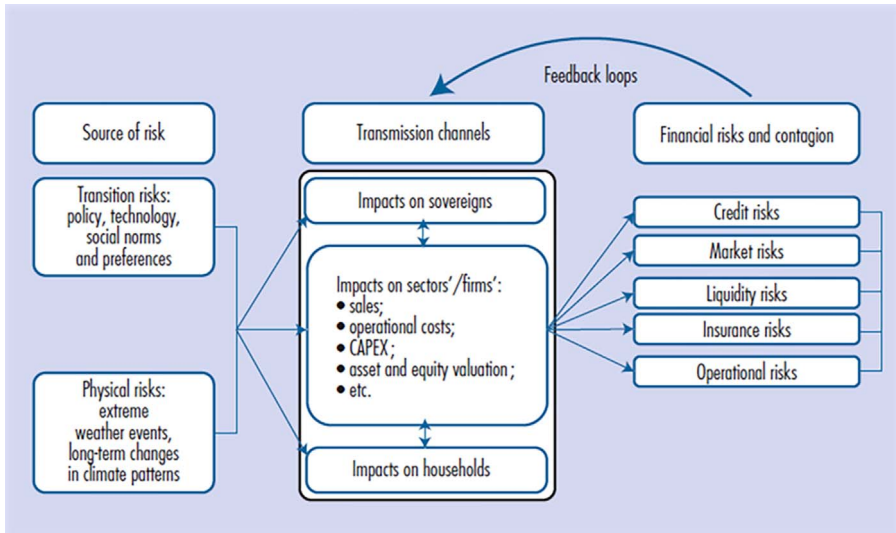 Feedback loops
Source of risk
Transmission channels
Financial risks and contagion
Transition risks:
policy, technology,
social norms
and preferences
Physical risks:
extreme
weather events,
long-term changes
in climate patterns
Impacts on sovereigns
Impacts on sectors’/firms’:
• sales;
• operational costs;
• CAPEX ;
• asset and equity valuation ;
• etc.
Impacts on households
Credit risks
Market risks
Liquidity risks
Insurance risks
Operational risks